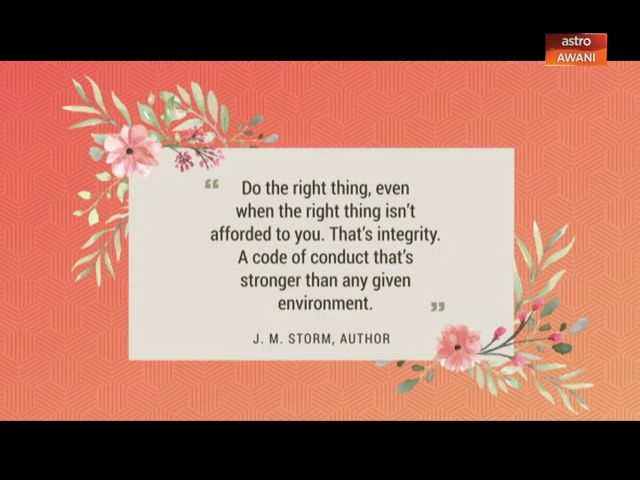 astro
AWANI
“ Do the right thing, even
when the right thing isn't
afforded to you. That's integrity.
A code of conduct that's
stronger than any given
environment. ”
J. M. STORM, AUTHOR